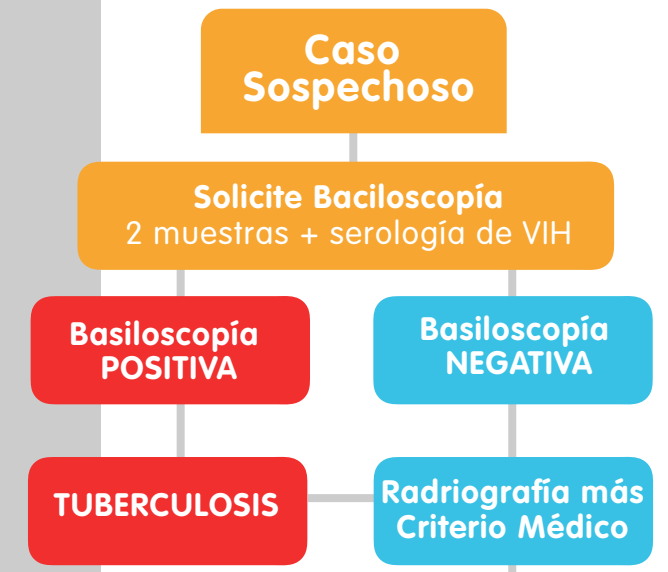 Caso
Sospechoso
Solicite Baciloscopía
2 muestras + serología de VIH
Basiloscopía
POSITIVA
Basiloscopía
NEGATIVA
TUBERCULOSIS
Radriografía más
Criterio Médico